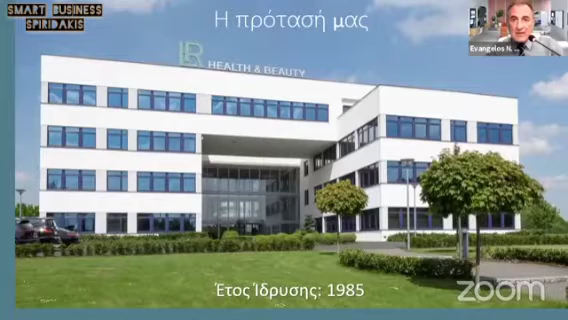 SMART BUSINESS
SPIRIDAKIS
Η πρότασή μας
Evangelos N.
LR HEALTH & BEAUTY
Έτος Ίδρυσης: 1985
zoom